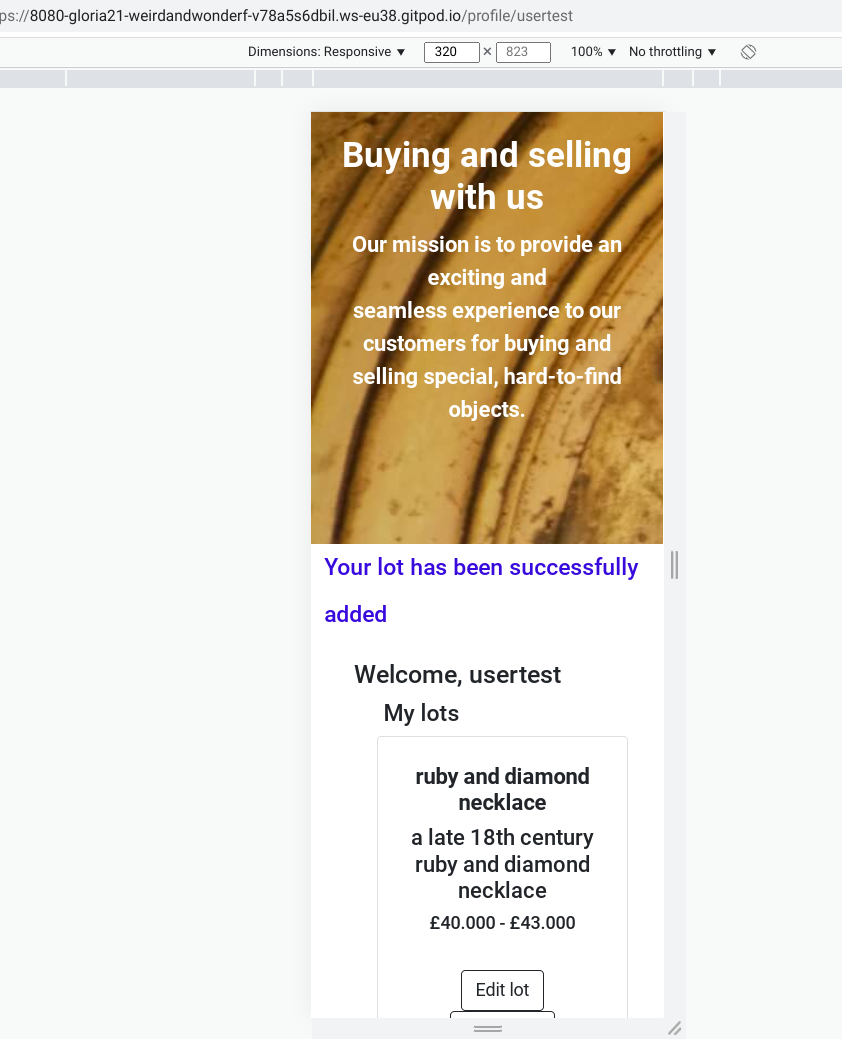 ps://8080-gloria21-weirdandwonderf-v78a5s6dbil.ws-eu38.gitpod.io/profile/usertest
Dimensions: Responsive ▼ 320 × 823 100% ▼ No throttling ▼
Buying and selling
with us
Our mission is to provide an
exciting and
seamless experience to our
customers for buying and
selling special, hard-to-find
objects.
Your lot has been successfully
added
Welcome, usertest
My lots
ruby and diamond
necklace
a late 18th century
ruby and diamond
necklace
£40.000 - £43.000
Edit lot